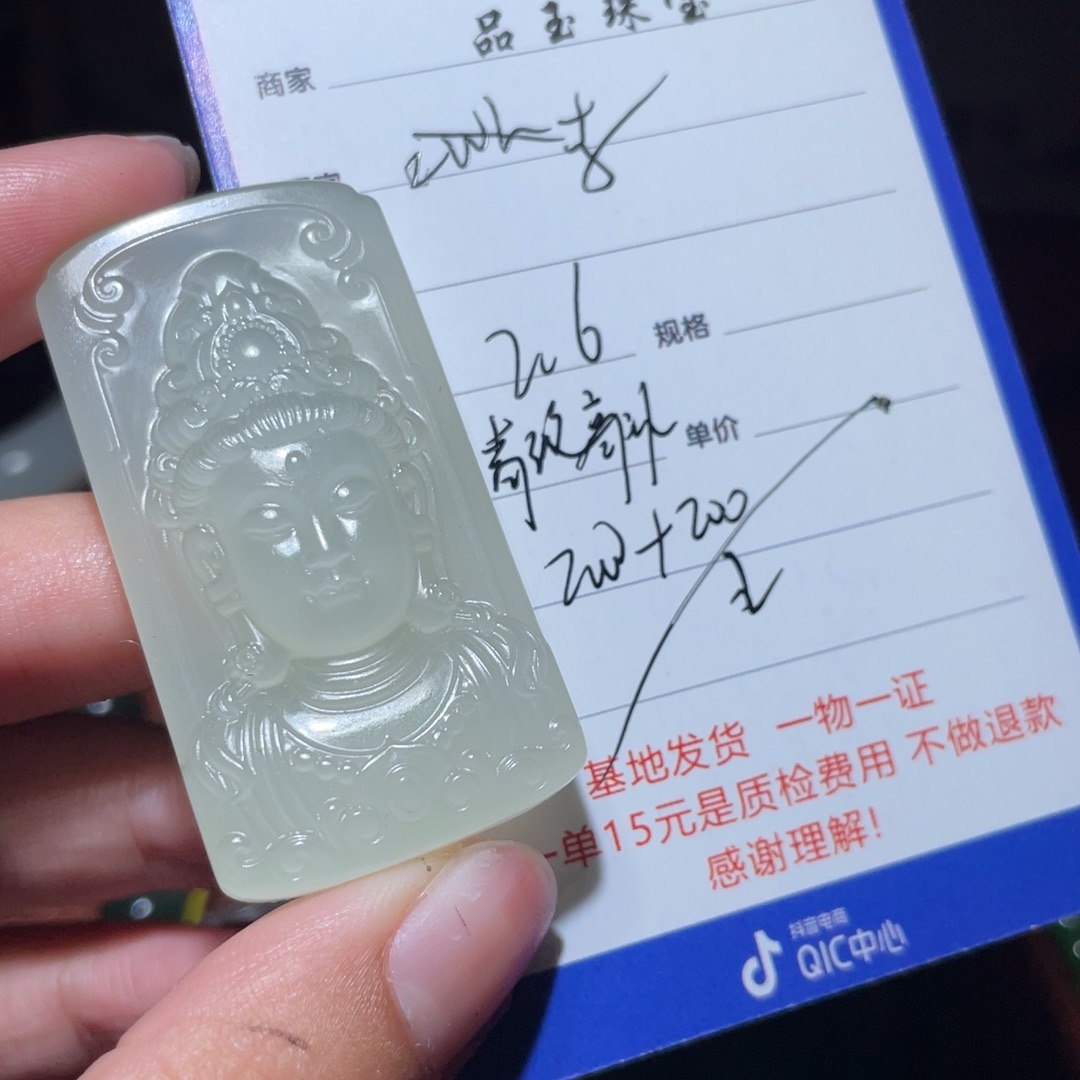 品玉珠宝
商家
206
规格
单价
200+200
基地发货 一物一证
一单15元是质检费用 不做退款
感谢理解!
抖音电商
QIC中心